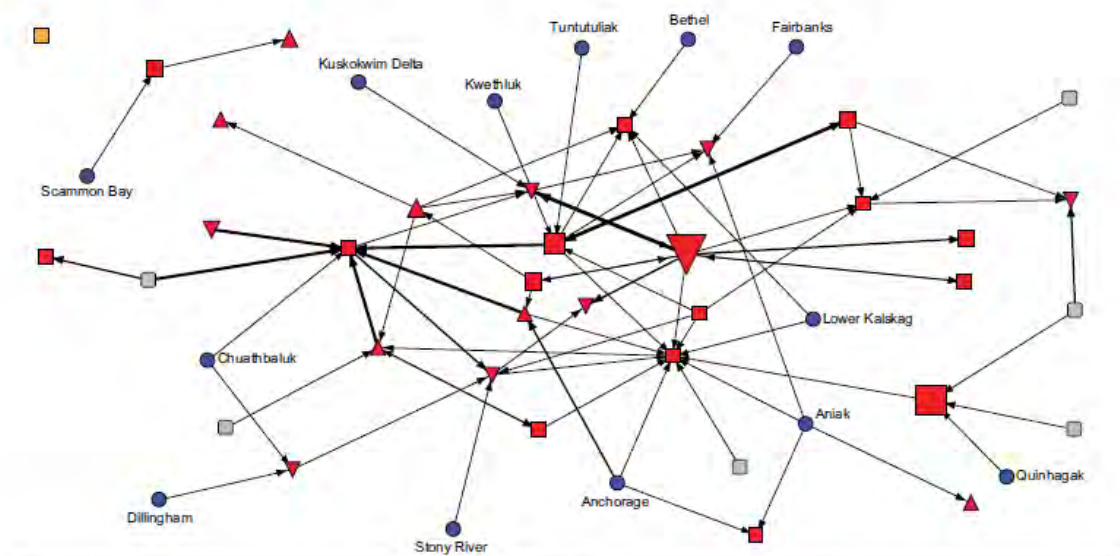 Tuntutuliak
Bethel
Fairbanks
Kuskokwim Delta
Kwethluk
Scammon Bay
Lower Kalskag
Chuathbaluk
Aniak
Quinhagak
Anchorage
Dillingham
Stony River